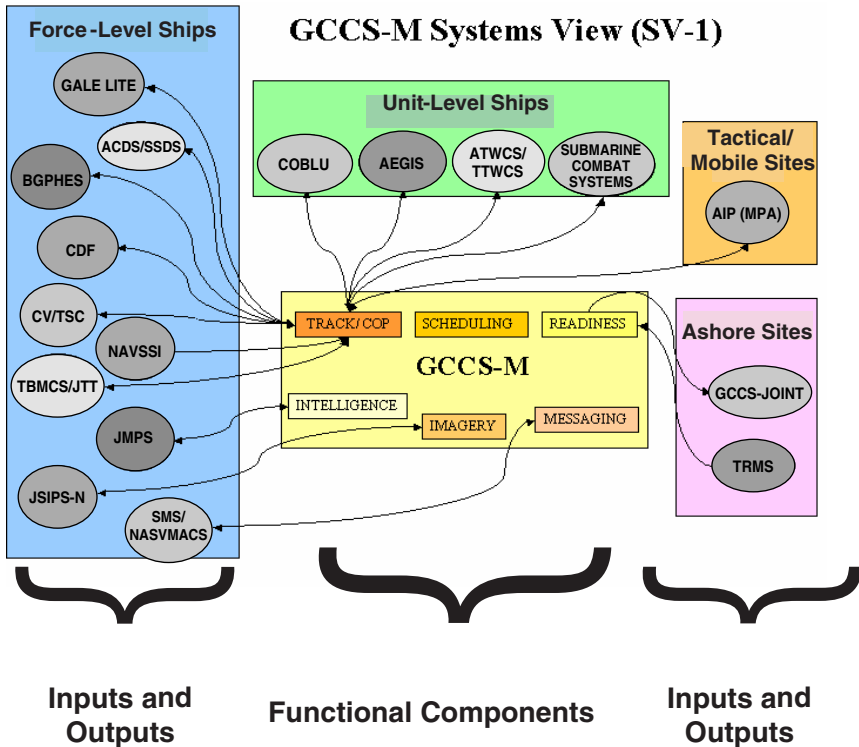 Force-Level Ships
GCCS-M Systems View (SV-1)
GALE LITE
ACDS/SSDS
BGPHES
CDF
CV/TSC
NAVSSI
TBMCS/JTT
JMPS
JSIPS-N
SMS/
NASVMACS
Unit-Level Ships
COBLU
AEGIS
ATWCS/
TTWCS
SUBMARINE
COMBAT
SYSTEMS
Tactical/
Mobile Sites
AIP (MPA)
TRACK/ COP
SCHEDULING
READINESS
GCCS-M
INTELLIGENCE
IMAGERY
MESSAGING
Ashore Sites
GCCS-JOINT
TRMS
Inputs and
Outputs
Functional Components
Inputs and
Outputs